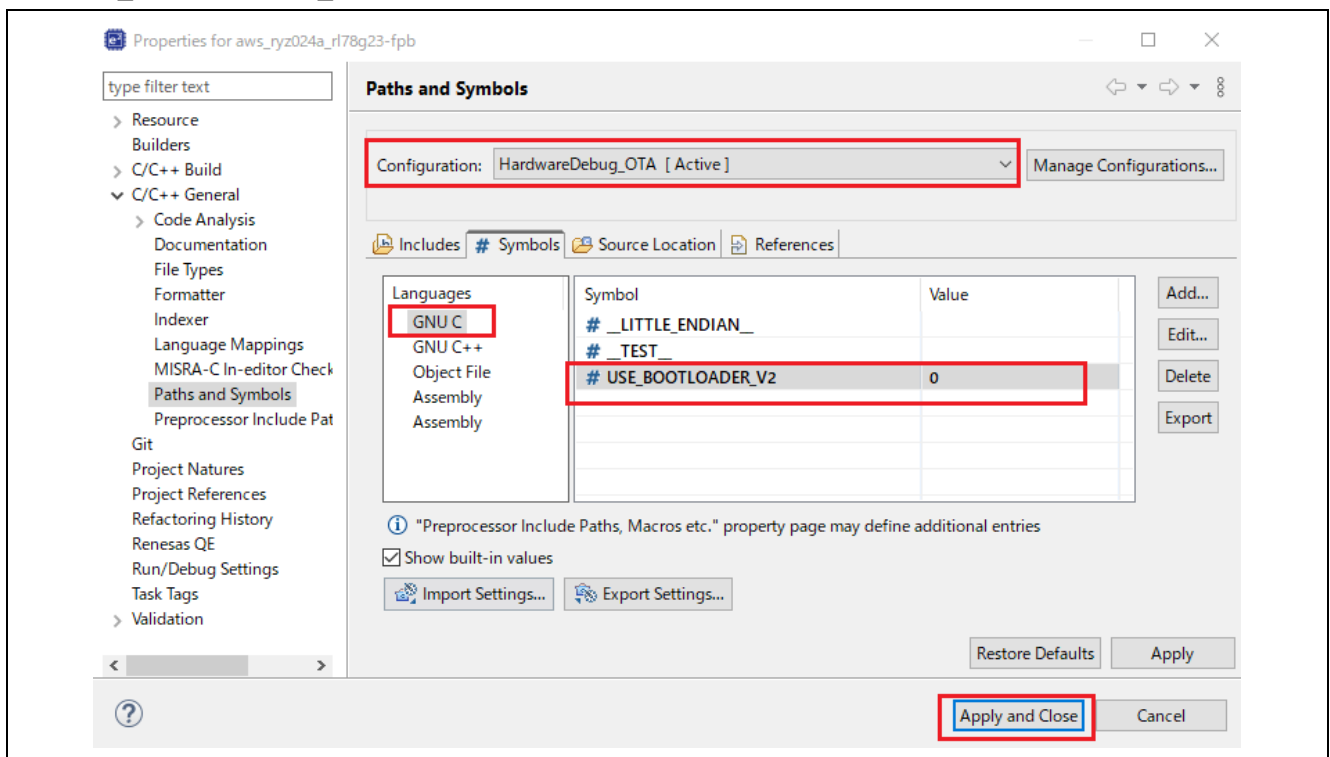 Properties for aws_ryz024a_rl78g23-fpb
type filter text
Resource
Builders
C/C++ Build
C/C++ General
Code Analysis
Documentation
File Types
Formatter
Indexer
Language Mappings
MISRA-C In-editor Check
Paths and Symbols
Preprocessor Include Pat
Git
Project Natures
Project References
Refactoring History
Renesas QE
Run/Debug Settings
Task Tags
Validation
Paths and Symbols
Configuration: HardwareDebug_OTA [ Active ] Manage Configurations...
Includes # Symbols Source Location References
Languages
GNU C
GNU C++
Object File
Assembly
Assembly
Symbol Value
# __LITTLE_ENDIAN__
# __TEST__
# USE_BOOTLOADER_V2 0
Add...
Edit...
Delete
Export
"Preprocessor Include Paths, Macros etc." property page may define additional entries
Show built-in values
Import Settings... Export Settings...
Restore Defaults Apply
Apply and Close Cancel